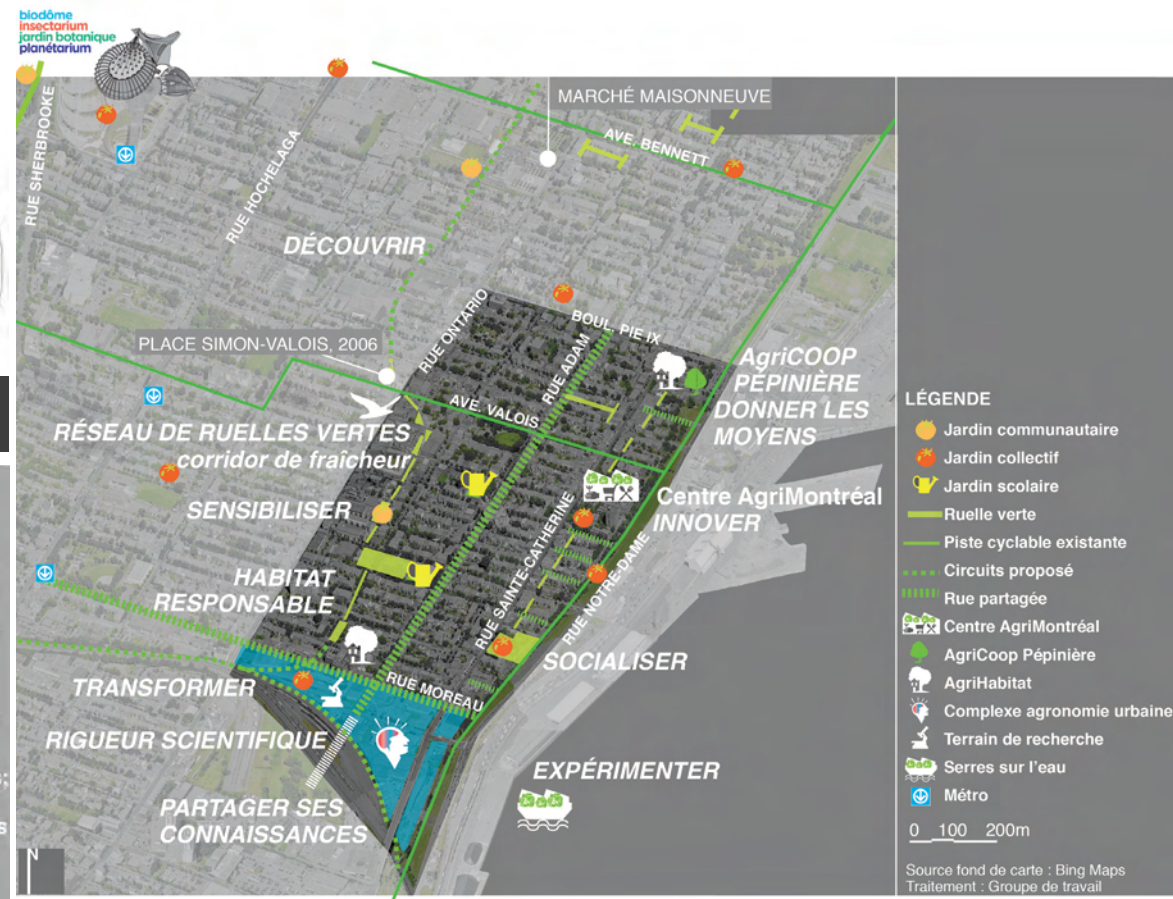 biodôme
insectarium
jardin botanique
planétarium
RUE SHERBROOKE
RUE HOCHELAGA
MARCHÉ MAISONNEUVE
AVE. BENNETT
DÉCOUVRIR
RUE ONTARIO
BOUL. PIE IX
PLACE SIMON-VALOIS, 2006
RUE ADAM
AVE. VALOIS
AgriCOOP
PÉPINIÈRE
DONNER LES
MOYENS
RÉSEAU DE RUELLES VERTES
corridor de fraîcheur
SENSIBILISER
Centre AgriMontréal
INNOVER
HABITAT
RESPONSABLE
RUE SAINTE-CATHERINE
RUE NOTRE-DAME
SOCIALISER
TRANSFORMER
RUE MOREAU
RIGUEUR SCIENTIFIQUE
EXPÉRIMENTER
PARTAGER SES
CONNAISSANCES
N
LÉGENDE
Jardin communautaire
Jardin collectif
Jardin scolaire
Ruelle verte
Piste cyclable existante
Circuits proposé
Rue partagée
Centre AgriMontréal
AgriCoop Pépinière
AgriHabitat
Complexe agronomie urbaine
Terrain de recherche
Serres sur l'eau
Métro
0 100 200m
Source fond de carte : Bing Maps
Traitement : Groupe de travail